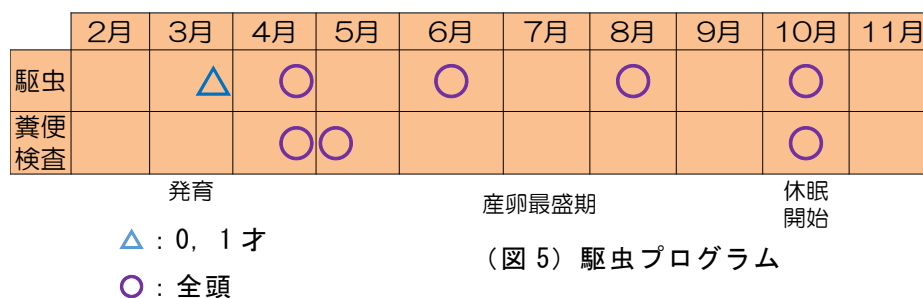 2月 3月 4月 5月 6月 7月 8月 9月 10月 11月
駆虫 △ ○ ○ ○ ○
糞便
検査 ○ ○ ○
発育 産卵最盛期 休眠
開始
△：0，1才
○：全頭
（図5）駆虫プログラム